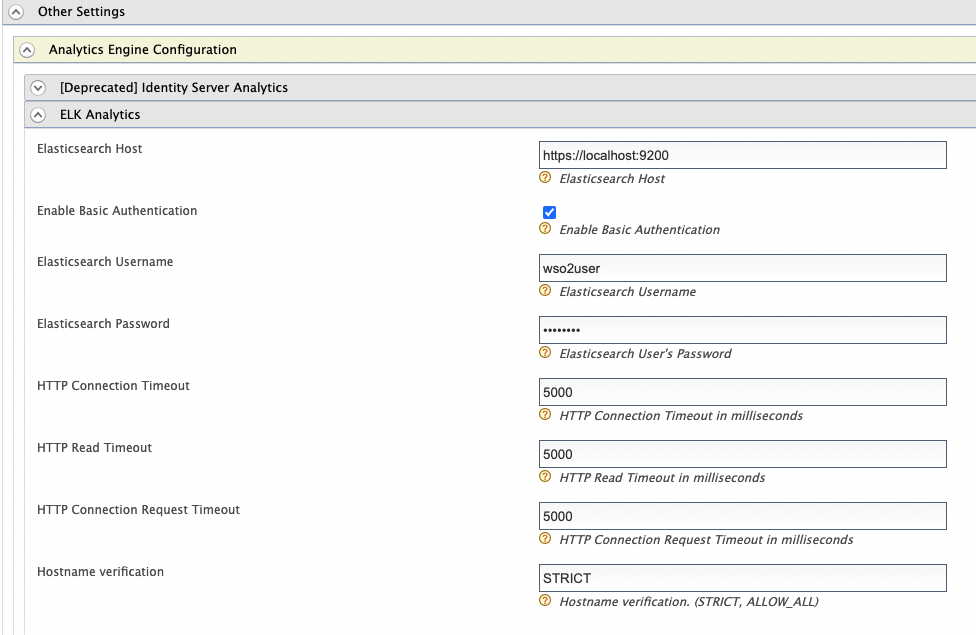 Other Settings
Analytics Engine Configuration
[Deprecated] Identity Server Analytics
ELK Analytics
Elasticsearch Host
https://localhost:9200
? Elasticsearch Host
Enable Basic Authentication
? Enable Basic Authentication
Elasticsearch Username
wso2user
? Elasticsearch Username
Elasticsearch Password
••••••••
? Elasticsearch User's Password
HTTP Connection Timeout
5000
? HTTP Connection Timeout in milliseconds
HTTP Read Timeout
5000
? HTTP Read Timeout in milliseconds
HTTP Connection Request Timeout
5000
? HTTP Connection Request Timeout in milliseconds
Hostname verification
STRICT
? Hostname verification. (STRICT, ALLOW_ALL)